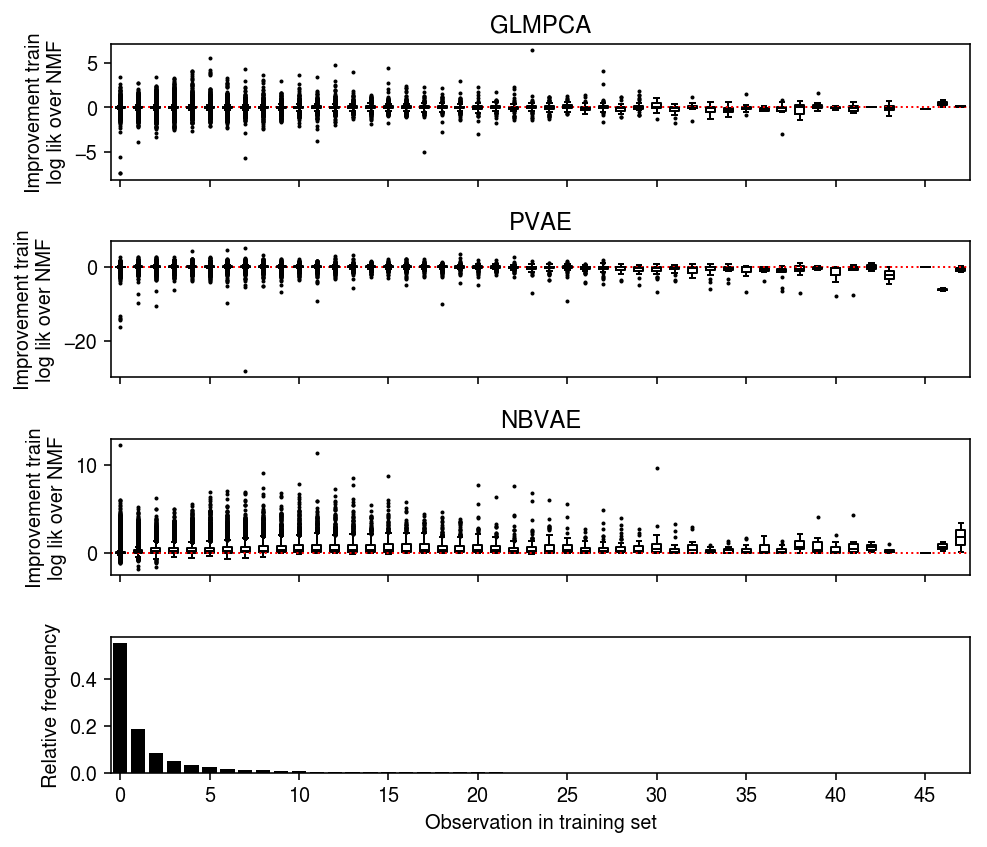 GLMPCA
Improvement train
log lik over NMF
5
0
−5
PVAE
Improvement train
log lik over NMF
0
−20
NBVAE
Improvement train
log lik over NMF
10
0
Relative frequency
0.4
0.2
0.0
0 5 10 15 20 25 30 35 40 45
Observation in training set